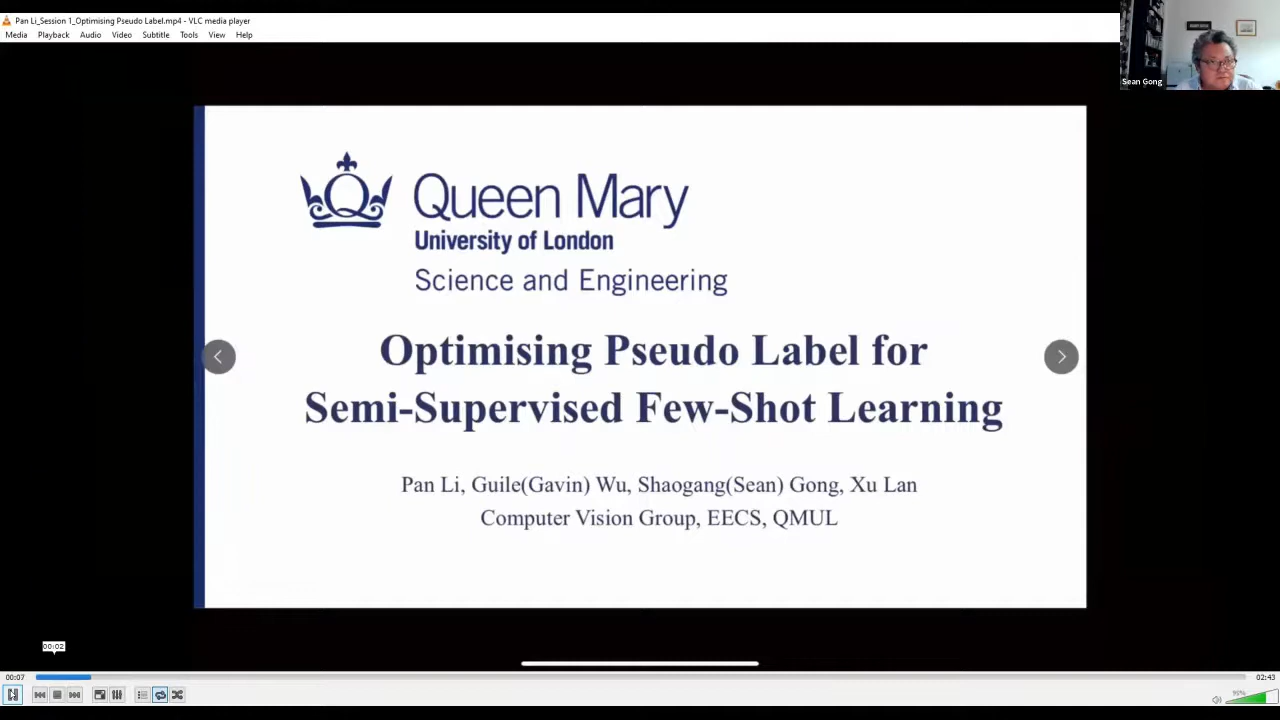 Pan Li_Session 1_Optimising Pseudo Label.mp4 - VLC media player
Media Playback Audio Video Subtitle Tools View Help
Sean Gong
Queen Mary
University of London
Science and Engineering
Optimising Pseudo Label for
Semi-Supervised Few-Shot Learning
Pan Li, Guile(Gavin) Wu, Shaogang(Sean) Gong, Xu Lan
Computer Vision Group, EECS, QMUL
00:02
00:07
02:43